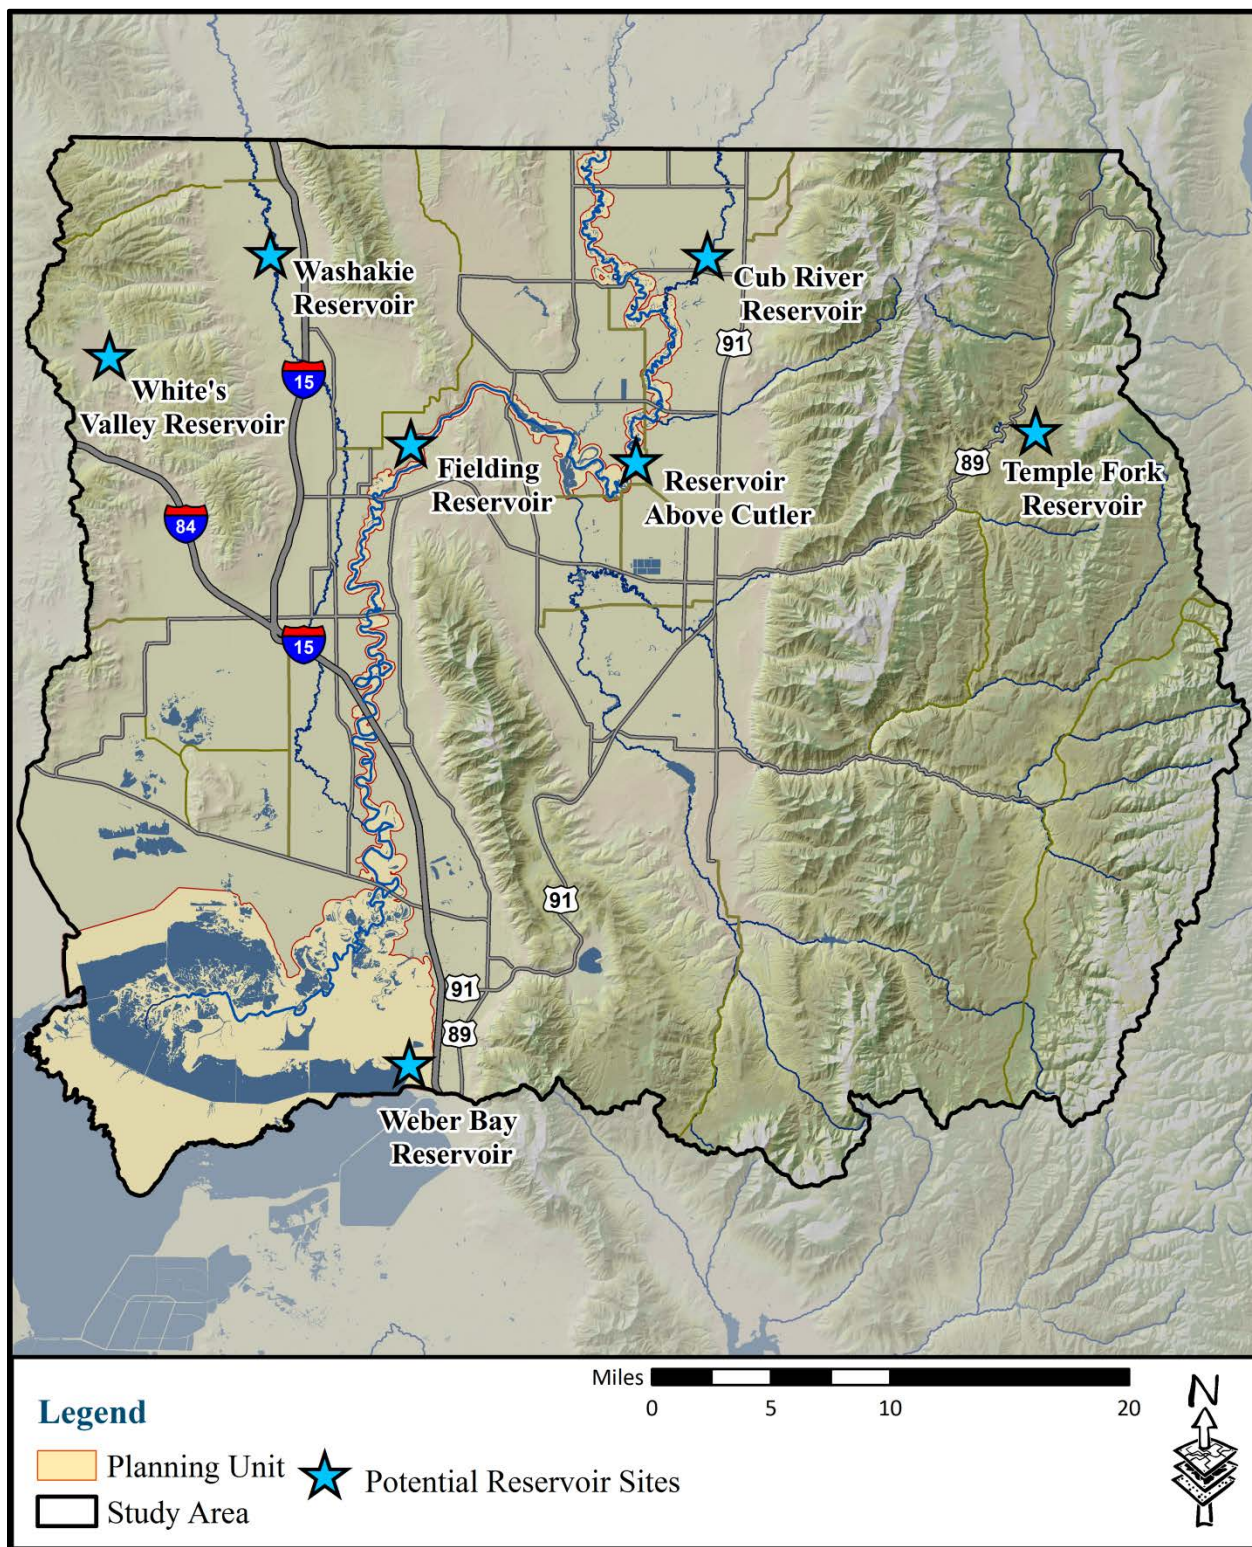 Washakie
Reservoir
Cub River
Reservoir
91
White's
Valley Reservoir
15
Fielding
Reservoir
Reservoir
Above Cutler
89
Temple Fork
Reservoir
84
15
91
91
89
Weber Bay
Reservoir
Miles
0 5 10 20
N
Legend
Planning Unit
Potential Reservoir Sites
Study Area